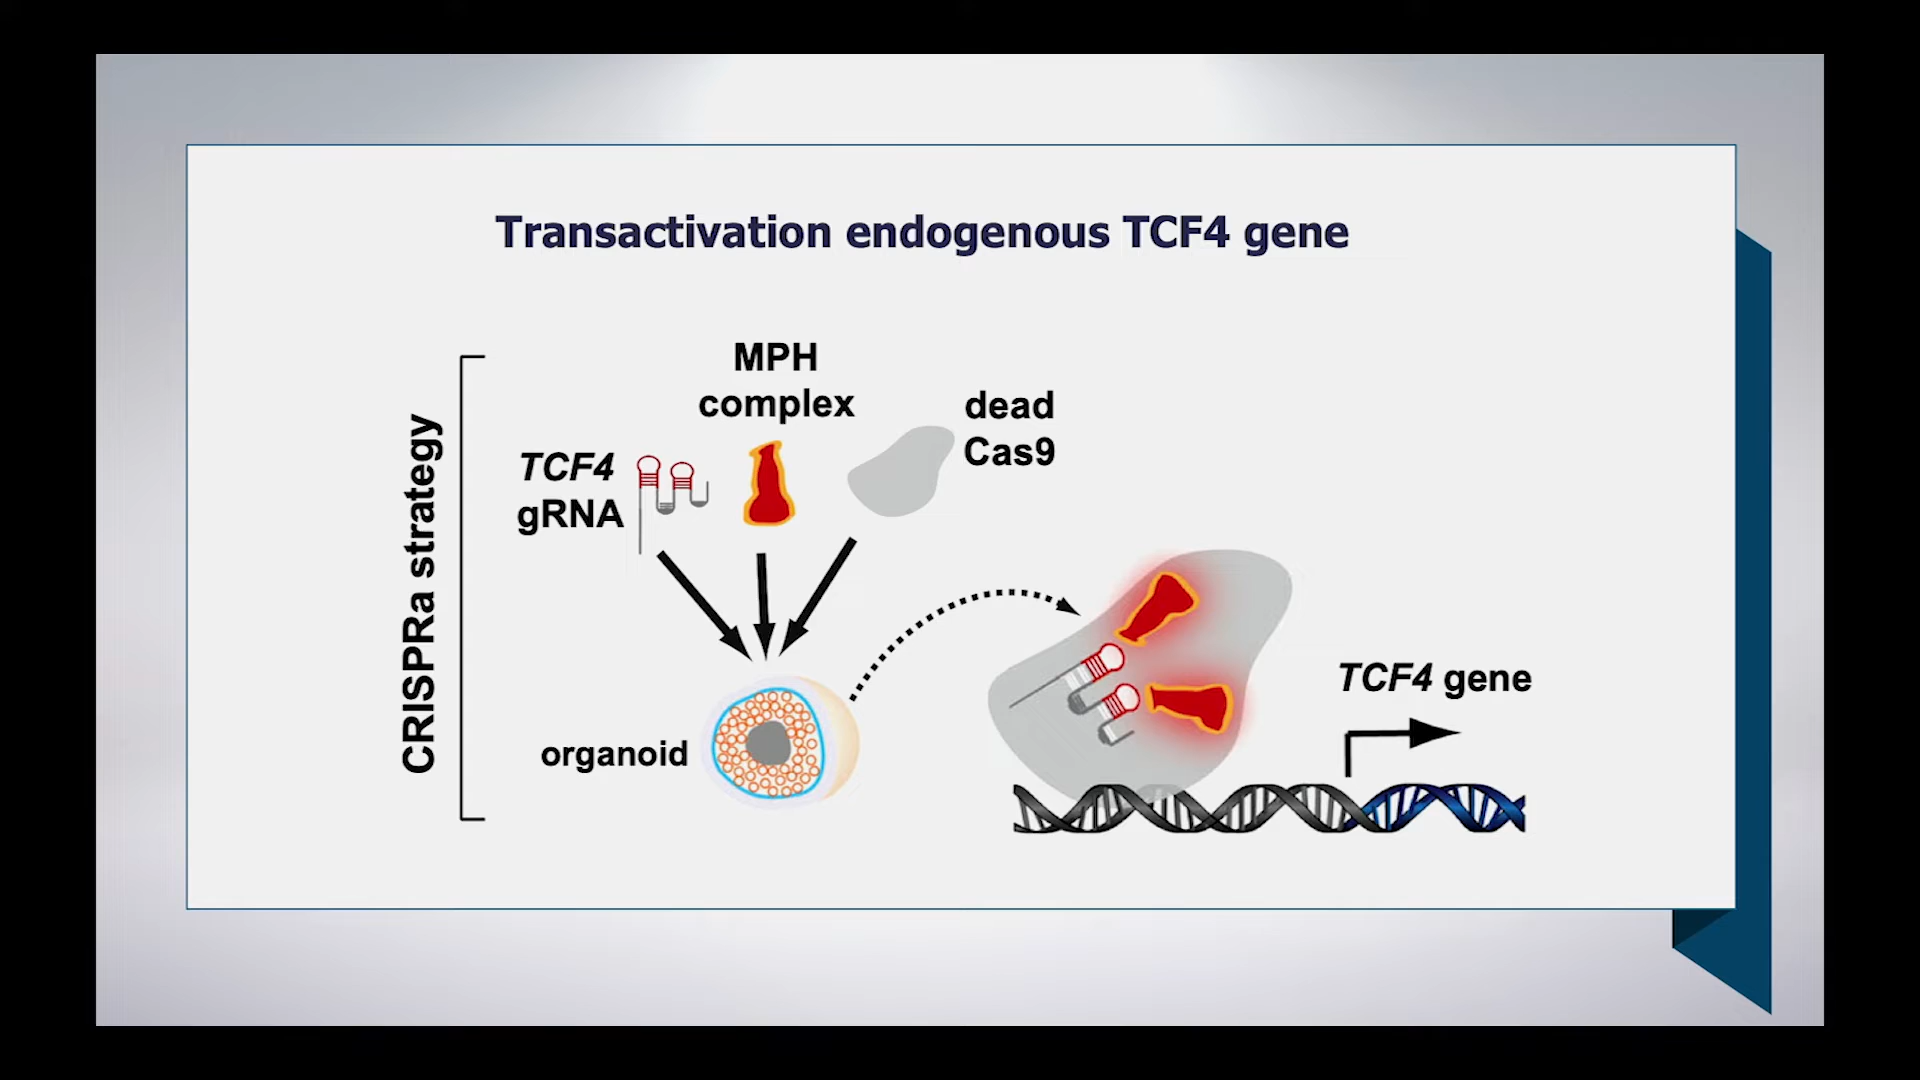 Transactivation endogenous TCF4 gene
CRISPRa strategy
MPH
complex
dead
Cas9
TCF4
gRNA
organoid
TCF4 gene